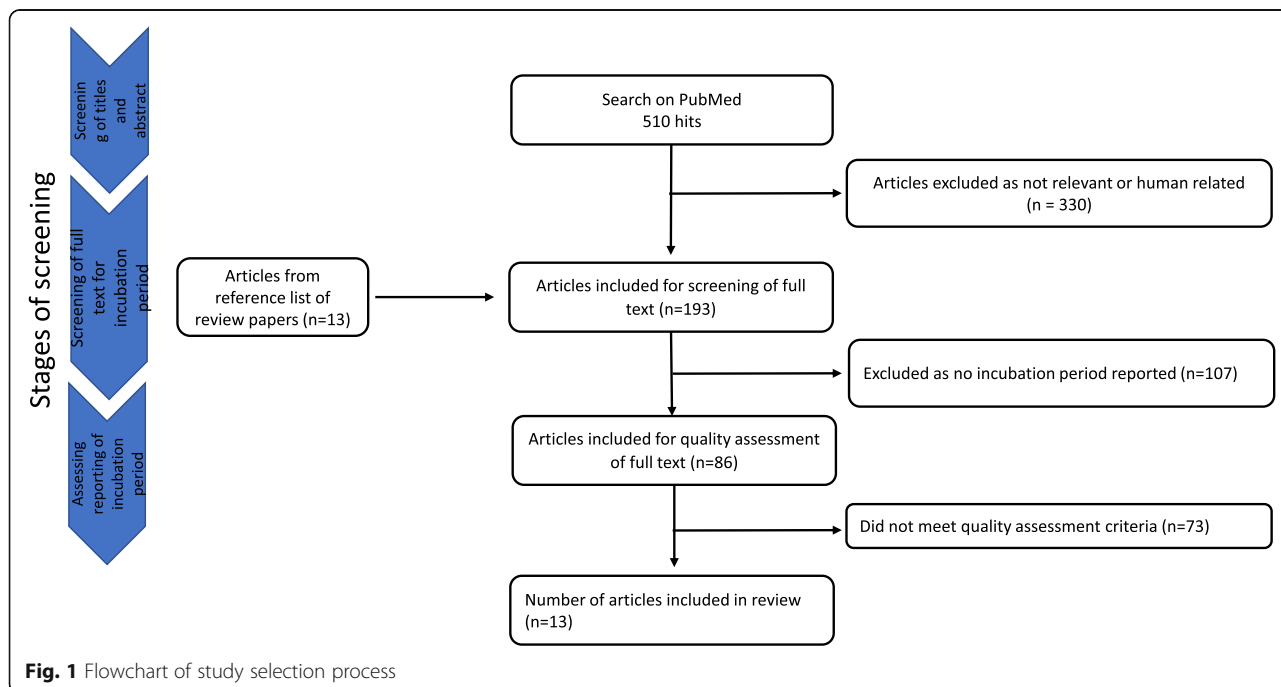 Stages of screening
Screenin
g of titles
and
abstract
Screening of full
text for
incubation
period
Assessing
reporting of
incubation
period
Search on PubMed
510 hits
Articles excluded as not relevant or human related
(n = 330)
Articles from
reference list of
review papers (n=13)
Articles included for screening of full
text (n=193)
Excluded as no incubation period reported (n=107)
Articles included for quality assessment
of full text (n=86)
Did not meet quality assessment criteria (n=73)
Number of articles included in review
(n=13)
Fig. 1 Flowchart of study selection process